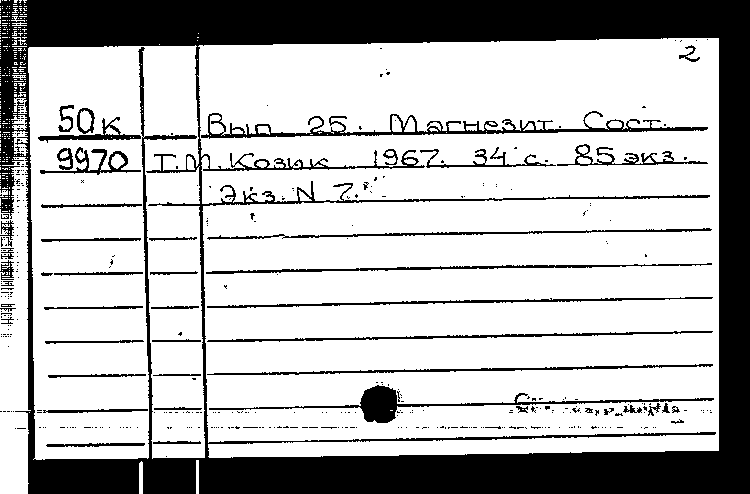 2
50к Вып 25. Магнезит. Сост.
9970 Т.М. Козик 1967. 34 с. 85 экз.
Экз. N 7.